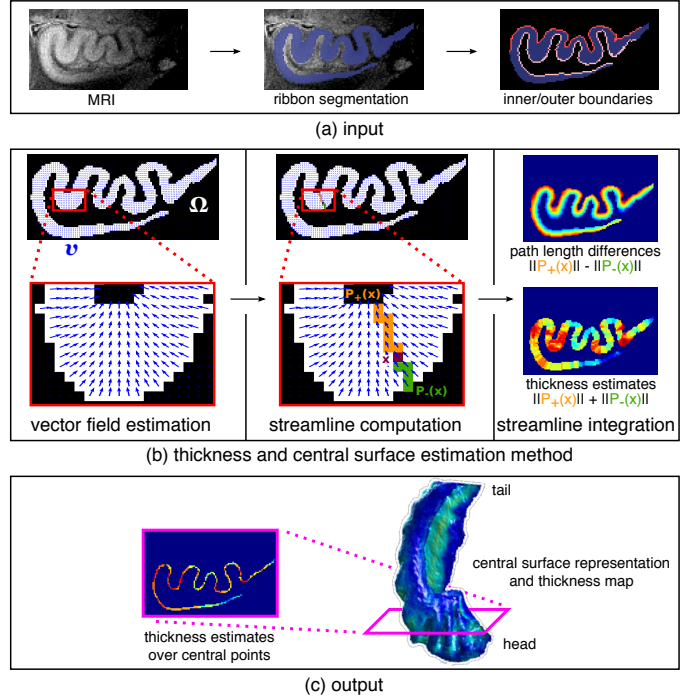 MRI
ribbon segmentation
inner/outer boundaries
(a) input
Ω
v
P+(x)
x
P-(x)
path length differences
||P+(x)|| - ||P-(x)||
thickness estimates
||P+(x)|| + ||P-(x)||
vector field estimation
streamline computation
streamline integration
(b) thickness and central surface estimation method
tail
central surface representation
and thickness map
thickness estimates
over central points
head
(c) output